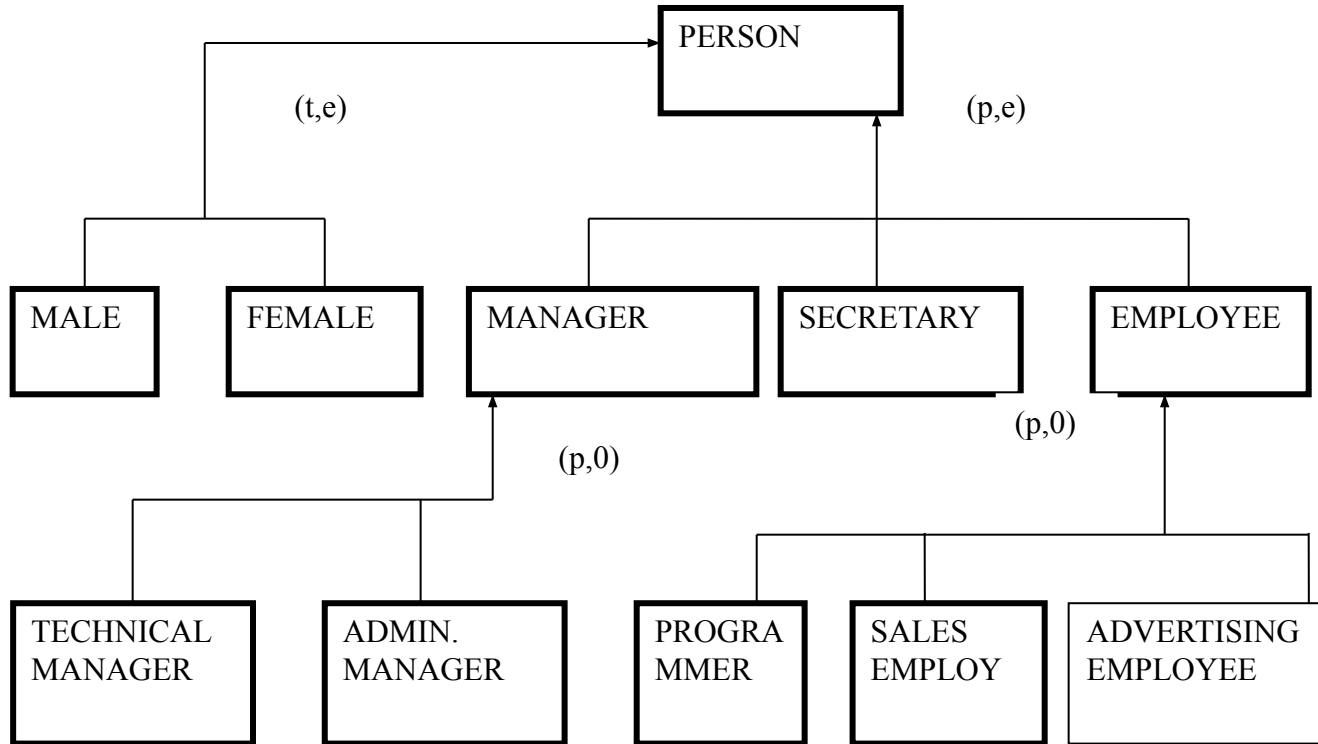 PERSON
(t,e)
(p,e)
MALE
FEMALE
MANAGER
SECRETARY
EMPLOYEE
(p,0)
(p,0)
TECHNICAL
MANAGER
ADMIN.
MANAGER
PROGRA
MMER
SALES
EMPLOY
ADVERTISING
EMPLOYEE